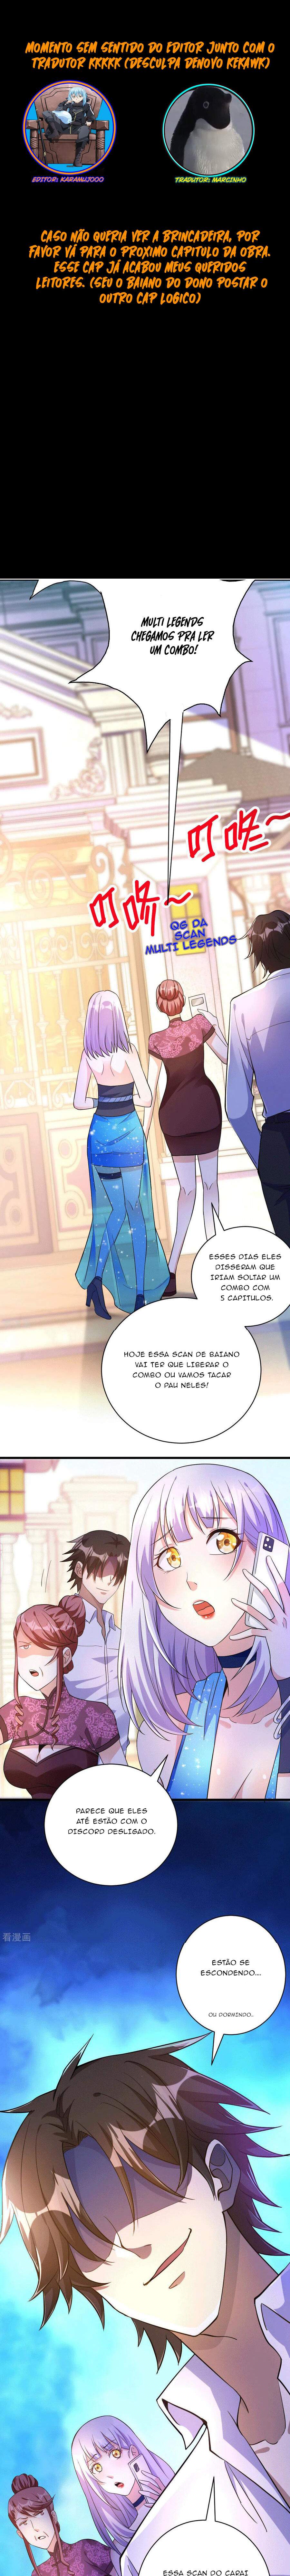 MOMENTO SEM SENTIDO DO EDITOR JUNTO COM O
TRADUTOR KKKKK (DESCULPA DENOVO KEKAWK)
EDITOR: KARAMUJOOO
TRADUTOR: MARCINHO
CASO NÃO QUERIA VER A BRINCADEIRA, POR
FAVOR VÁ PARA O PROXIMO CAPITULO DA OBRA.
ESSE CAP JÁ ACABOU MEUS QUERIDOS
LEITORES. (SEU O BAIANO DO DONO POSTAR O
OUTRO CAP LOGICO)
MULTI LEGENDS
CHEGAMOS PRA LER
UM COMBO!
叮咚~
叮咚~
QG DA
SCAN
MULTI LEGENDS
ESSES DIAS ELES
DISSERAM QUE
IRIAM SOLTAR UM
COMBO COM
5 CAPITULOS.
HOJE ESSA SCAN DE BAIANO
VAI TER QUE LIBERAR O
COMBO OU VAMOS TACAR
O PAU NELES!
PARECE QUE ELES
ATÉ ESTÃO COM O
DISCORD DESLIGADO.
看漫画
ESTÃO SE
ESCONDENDO...
OU DORMINDO..
ESSA SCAN DO CARAI